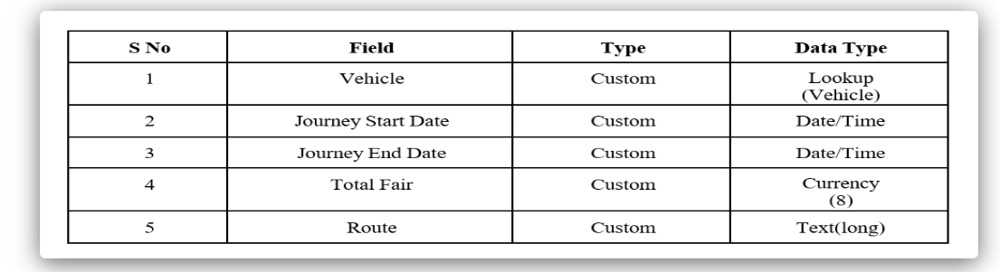 S No Field Type Data Type
1 Vehicle Custom Lookup
(Vehicle)
2 Journey Start Date Custom Date/Time
3 Journey End Date Custom Date/Time
4 Total Fair Custom Currency
(8)
5 Route Custom Text(long)